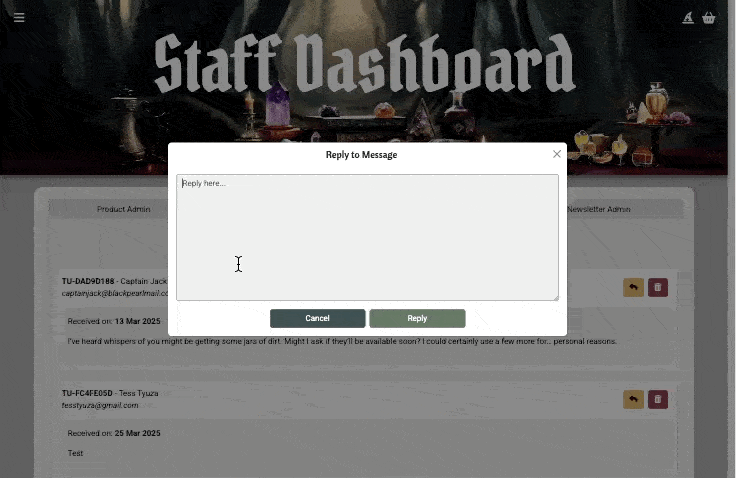 Staff Dashboard
Reply to Message
Reply here...
Cancel
Reply
Product Admin
Newsletter Admin
TU-DAD9D188 - Captain Jack
captainjack@blackpearlmail.co
Received on: 13 Mar 2025
I've heard whispers of you might be getting some jars of dirt. Might I ask if they'll be available soon? I could certainly use a few more for... personal reasons.
TU-FC4FE05D - Tess Tyuza
tesstyuza@gmail.com
Received on: 25 Mar 2025
Test